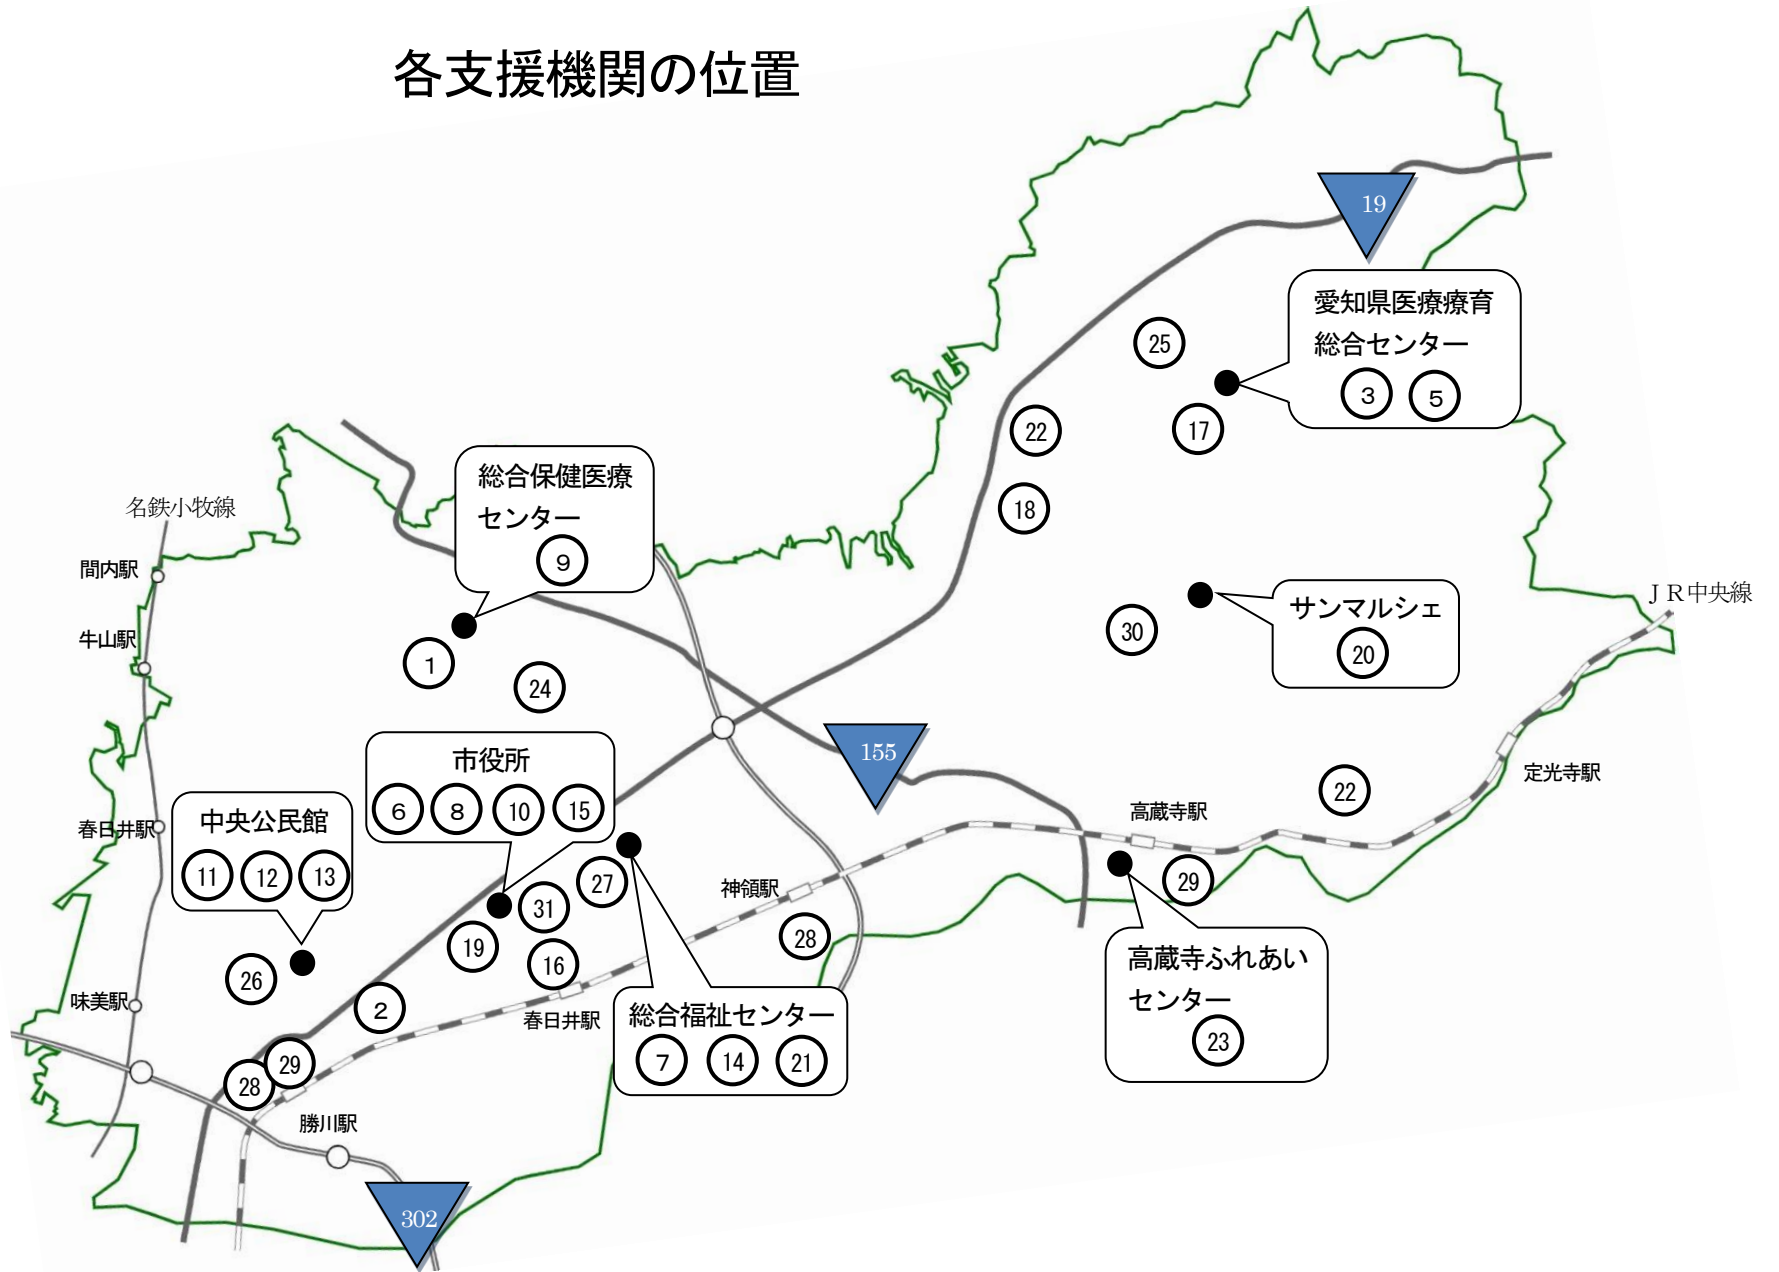 各支援機関の位置
19
愛知県医療療育
総合センター
3 5
25
17
22
18
総合保健医療
センター
9
名鉄小牧線
間内駅
牛山駅
1
24
サンマルシェ
20
30
ＪＲ中央線
市役所
6 8 10 15
155
定光寺駅
22
中央公民館
11 12 13
春日井駅
高蔵寺駅
29
27
31
19
16
神領駅
28
26
2
味美駅
春日井駅
総合福祉センター
7 14 21
高蔵寺ふれあい
センター
23
29
28
勝川駅
302